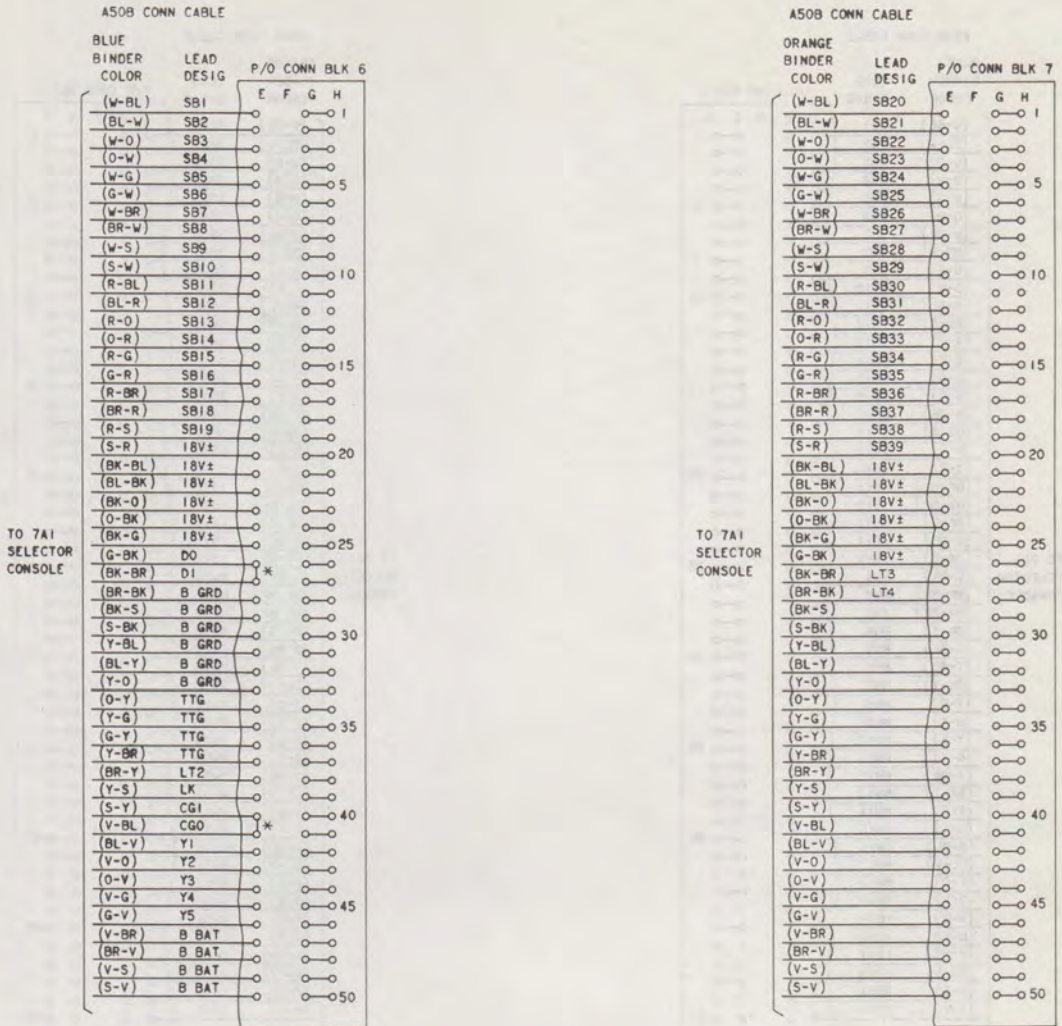 A50B CONN CABLE
BLUE
BINDER
COLOR
LEAD
DESIG
P/O CONN BLK 6
E F G H
(W-BL) SB1 1
(BL-W) SB2
(W-O) SB3
(O-W) SB4
(W-G) SB5 5
(G-W) SB6
(W-BR) SB7
(BR-W) SB8
(W-S) SB9
(S-W) SB10 10
(R-BL) SB11
(BL-R) SB12
(R-O) SB13
(O-R) SB14
(R-G) SB15 15
(G-R) SB16
(R-BR) SB17
(BR-R) SB18
(R-S) SB19
(S-R) 18V± 20
(BK-BL) 18V±
(BL-BK) 18V±
(BK-O) 18V±
(O-BK) 18V±
(BK-G) 18V± 25
(G-BK) D0
(BK-BR) D1 *
(BR-BK) B GRD
(BK-S) B GRD
(S-BK) B GRD 30
(Y-BL) B GRD
(BL-Y) B GRD
(Y-O) B GRD
(O-Y) TTG
(Y-G) TTG 35
(G-Y) TTG
(Y-BR) TTG
(BR-Y) LT2
(Y-S) LK
(S-Y) CG1 40
(V-BL) CG0 *
(BL-V) Y1
(V-O) Y2
(O-V) Y3
(V-G) Y4 45
(G-V) Y5
(V-BR) B BAT
(BR-V) B BAT
(V-S) B BAT
(S-V) B BAT 50
TO 7A1
SELECTOR
CONSOLE
A50B CONN CABLE
ORANGE
BINDER
COLOR
LEAD
DESIG
P/O CONN BLK 7
E F G H
(W-BL) SB20 1
(BL-W) SB21
(W-O) SB22
(O-W) SB23
(W-G) SB24 5
(G-W) SB25
(W-BR) SB26
(BR-W) SB27
(W-S) SB28
(S-W) SB29 10
(R-BL) SB30
(BL-R) SB31
(R-O) SB32
(O-R) SB33
(R-G) SB34 15
(G-R) SB35
(R-BR) SB36
(BR-R) SB37
(R-S) SB38
(S-R) SB39 20
(BK-BL) 18V±
(BL-BK) 18V±
(BK-O) 18V±
(O-BK) 18V±
(BK-G) 18V± 25
(G-BK) 18V±
(BK-BR) LT3
(BR-BK) LT4
(BK-S)
(S-BK) 30
(Y-BL)
(BL-Y)
(Y-O)
(O-Y)
(Y-G) 35
(G-Y)
(Y-BR)
(BR-Y)
(Y-S)
(S-Y) 40
(V-BL)
(BL-V)
(V-O)
(O-V)
(V-G) 45
(G-V)
(V-BR)
(BR-V)
(V-S)
(S-V) 50
TO 7A1
SELECTOR
CONSOLE